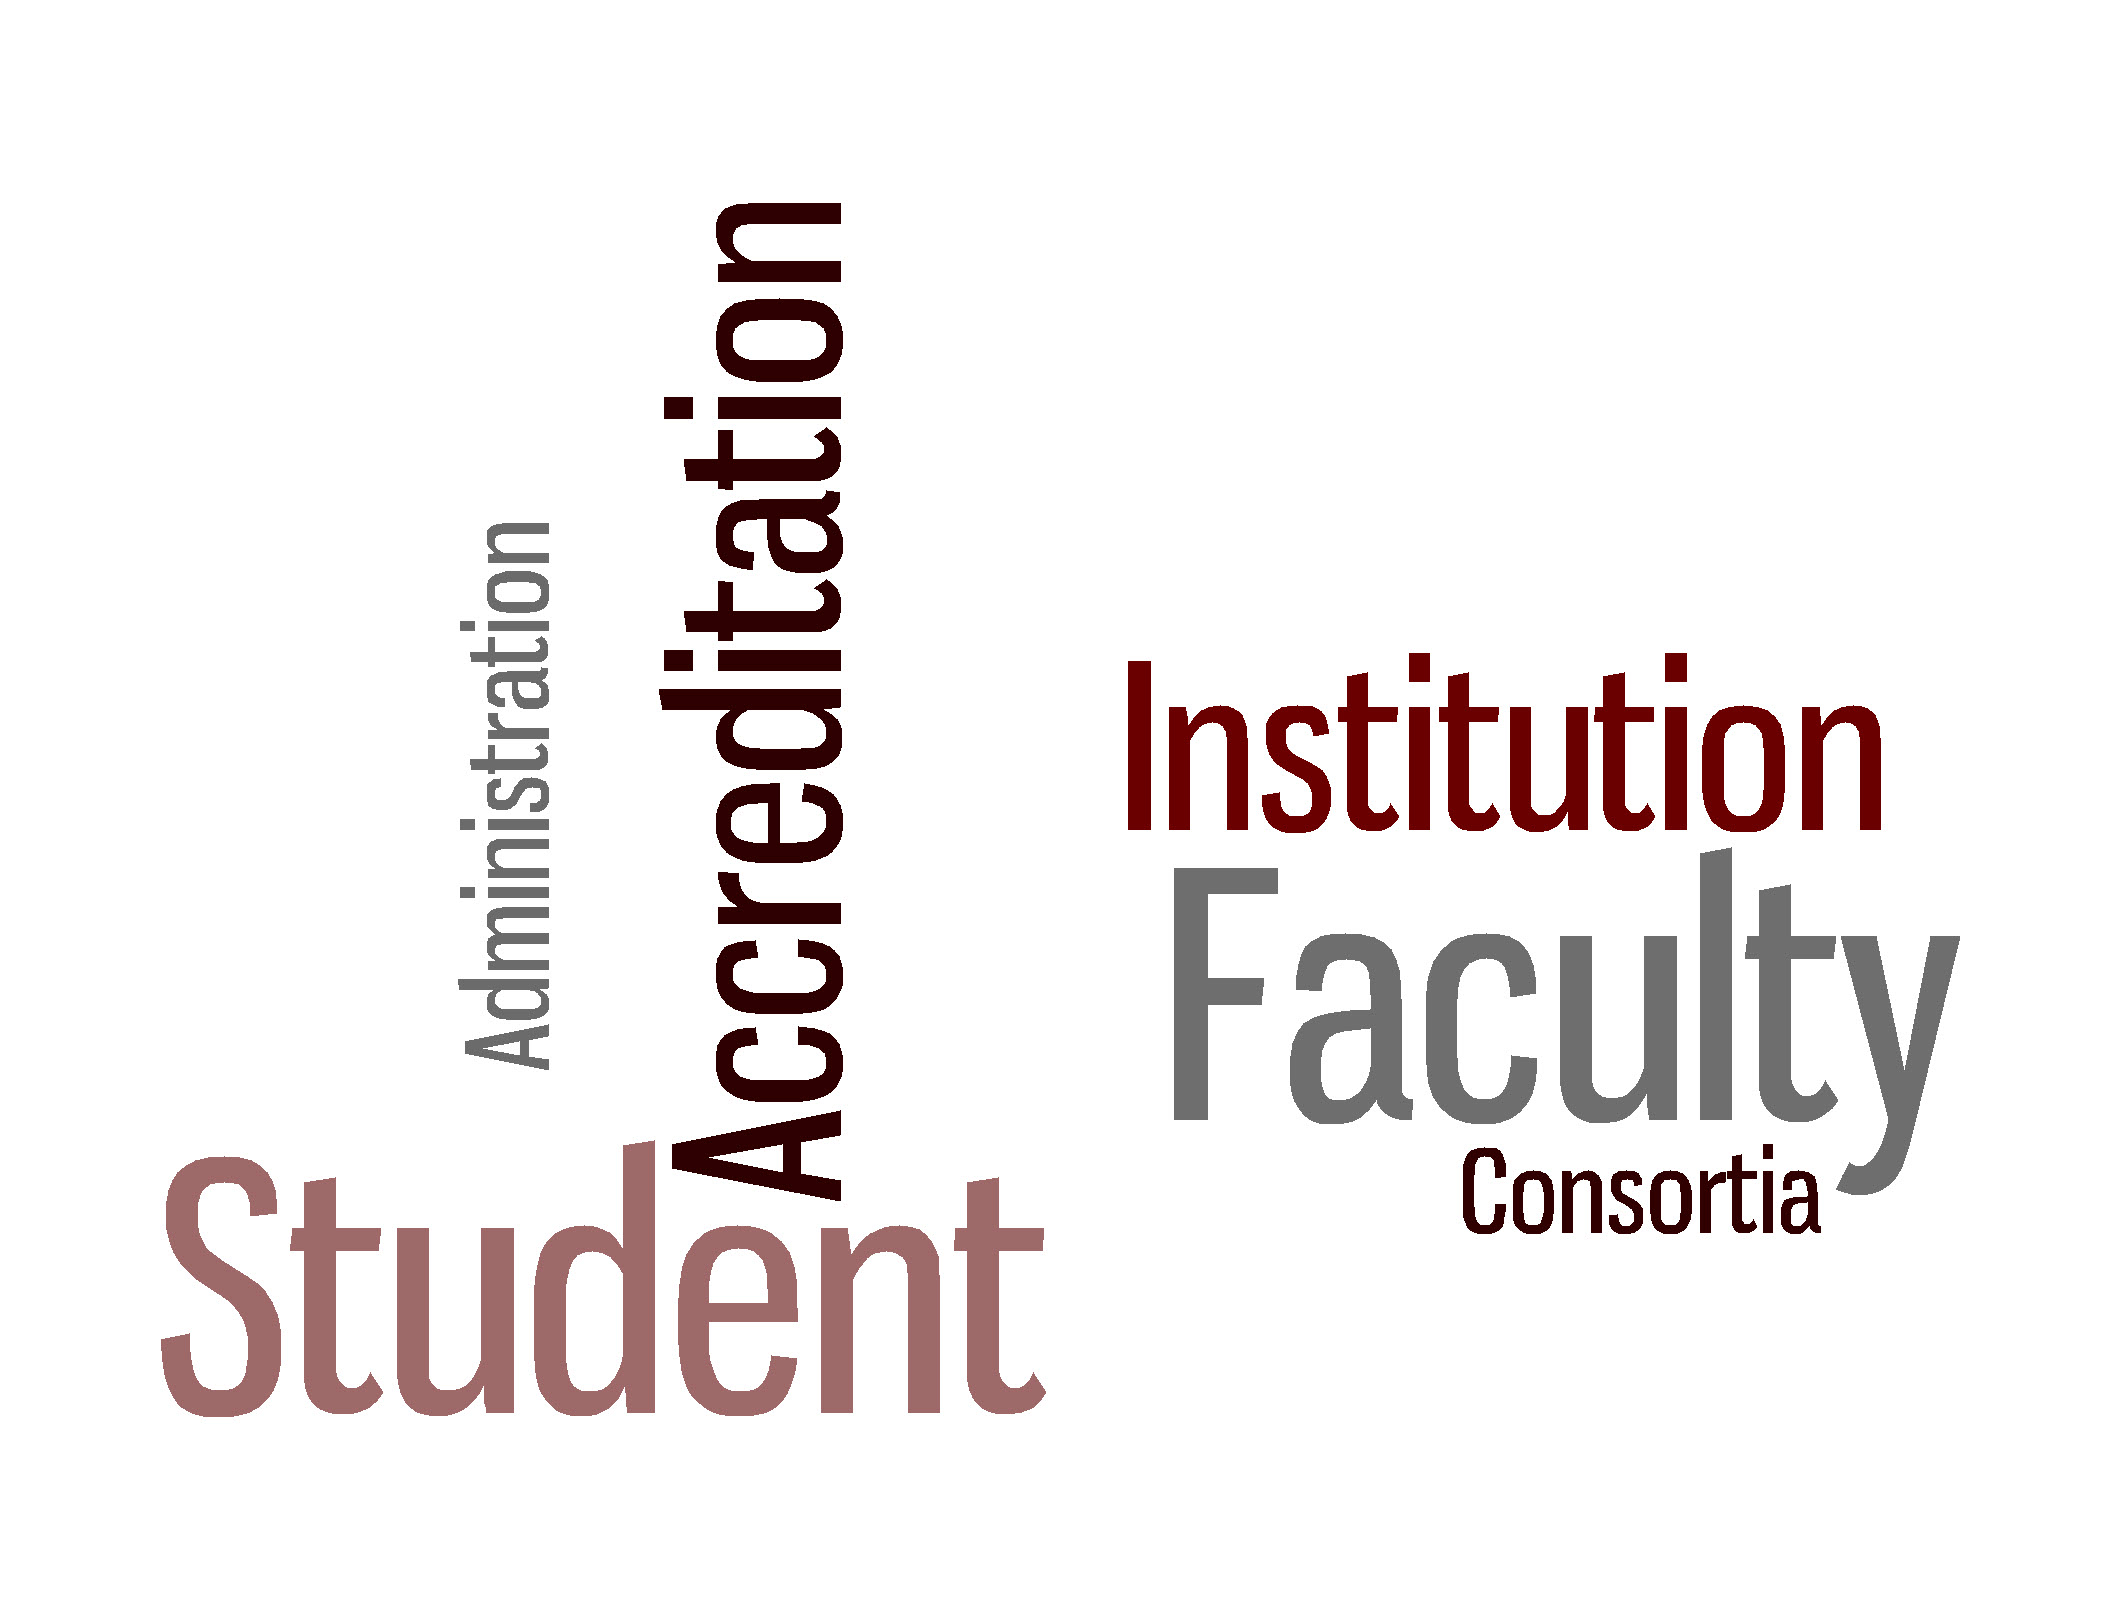 Administration
Accreditation
Student
Institution
Faculty
Consortia